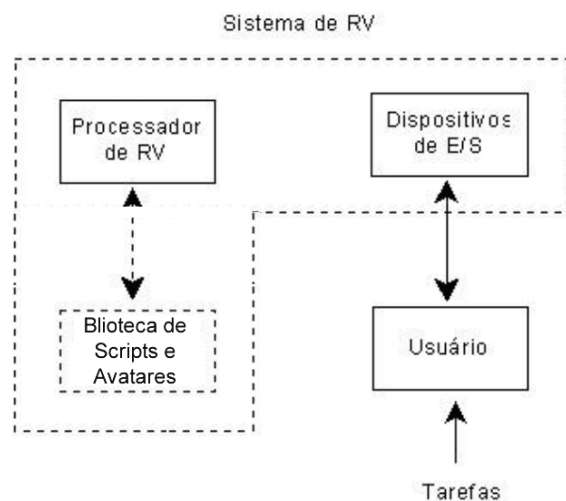 Sistema de RV
Processador
de RV
Dispositivos
de E/S
Blioteca de
Scripts e
Avatares
Usuário
Tarefas